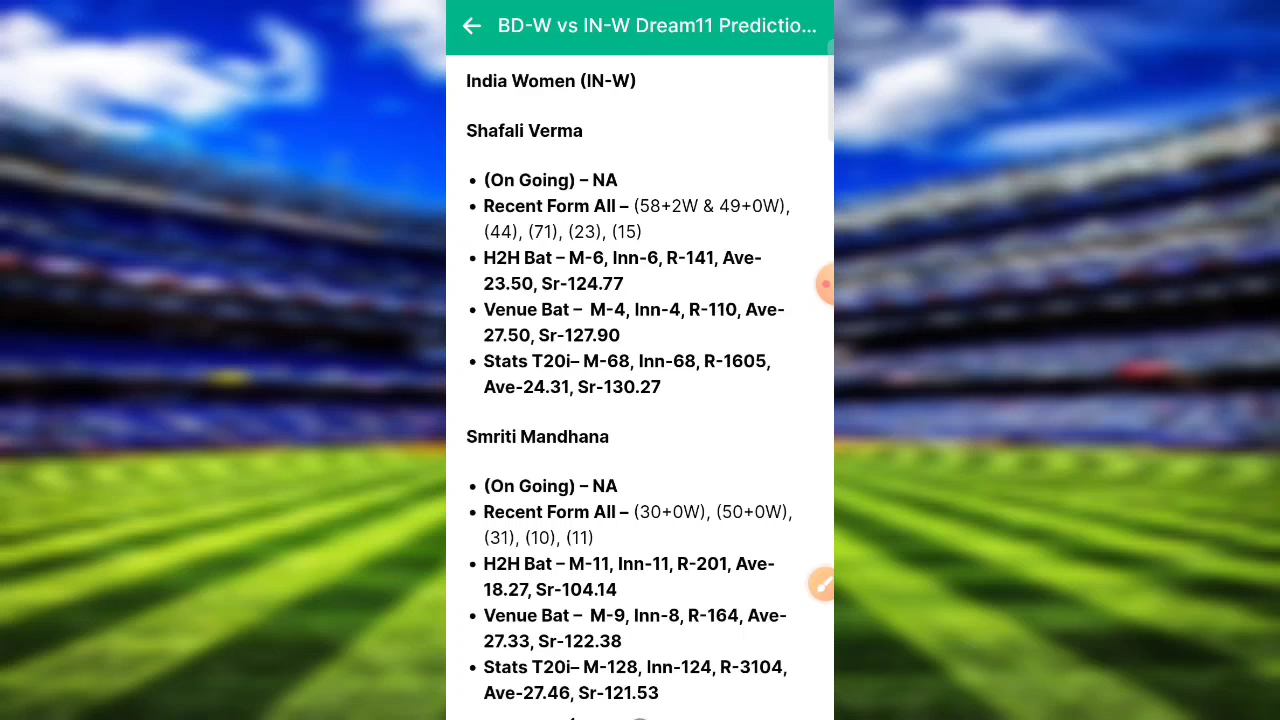 BD-W vs IN-W Dream11 Predictio...
India Women (IN-W)
Shafali Verma
• (On Going) – NA
• Recent Form All – (58+2W & 49+0W),
(44), (71), (23), (15)
• H2H Bat – M-6, Inn-6, R-141, Ave-
23.50, Sr-124.77
• Venue Bat – M-4, Inn-4, R-110, Ave-
27.50, Sr-127.90
• Stats T20i– M-68, Inn-68, R-1605,
Ave-24.31, Sr-130.27
Smriti Mandhana
• (On Going) – NA
• Recent Form All – (30+0W), (50+0W),
(31), (10), (11)
• H2H Bat – M-11, Inn-11, R-201, Ave-
18.27, Sr-104.14
• Venue Bat – M-9, Inn-8, R-164, Ave-
27.33, Sr-122.38
• Stats T20i– M-128, Inn-124, R-3104,
Ave-27.46, Sr-121.53